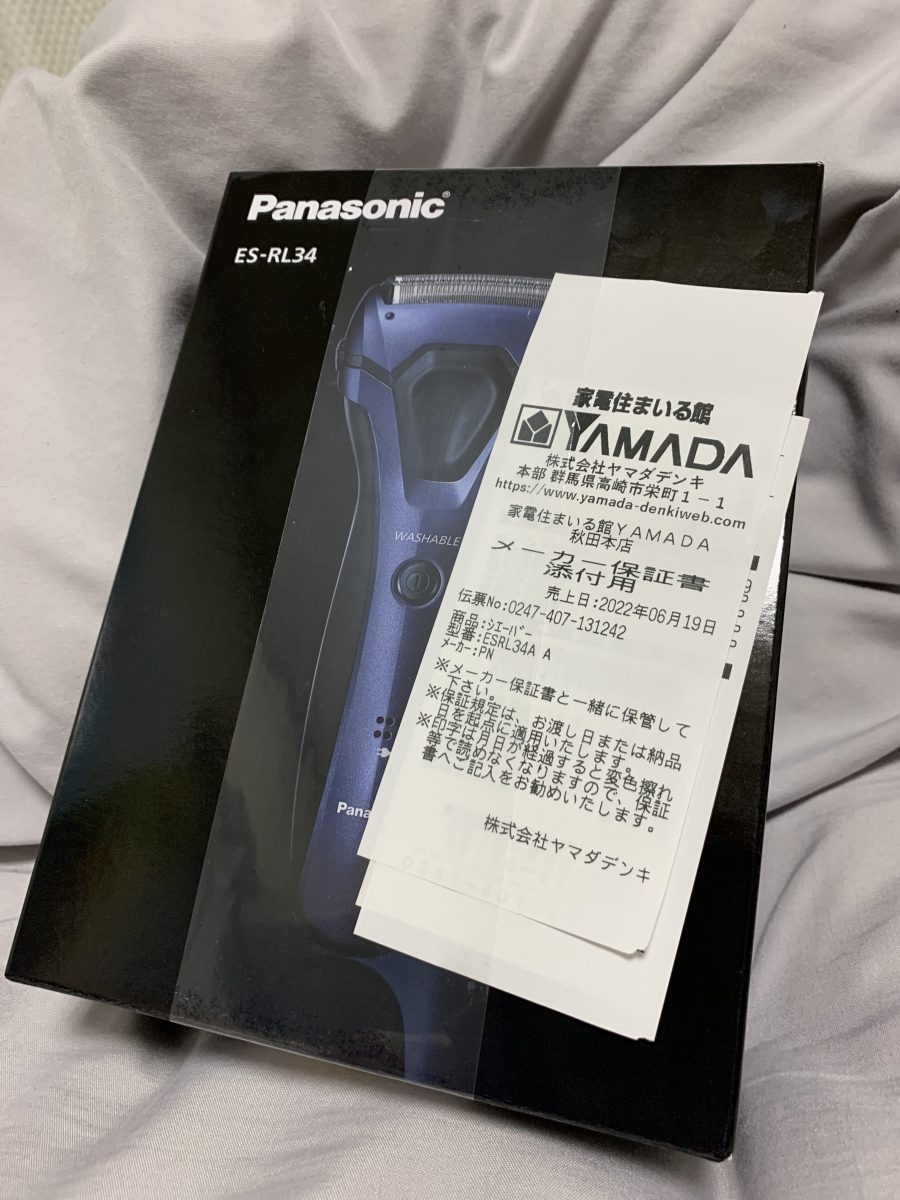 Panasonic®
ES-RL34
WASHABLE
家電住まいる館
YAMADA
株式会社ヤマダデンキ
本部 群馬県高崎市栄町1-1
https://www.yamada-denkiweb.com
家電住まいる館YAMADA
秋田本店
メーカー保証書
添付用
売上日:2022年06月19日
伝票No:0247-407-131242
商品:シエーバー
型番:ESRL34A A
メーカー:PN
※メーカー保証書と一緒に保管して
下さい。
※保証規定は、お渡し日または納品
日を起点に適用いたします。
※印字は月日が経過すると変色擦れ
等で読めなくなりますので、保証
書へご記入をお勧めいたします。
株式会社ヤマダデンキ
Pana